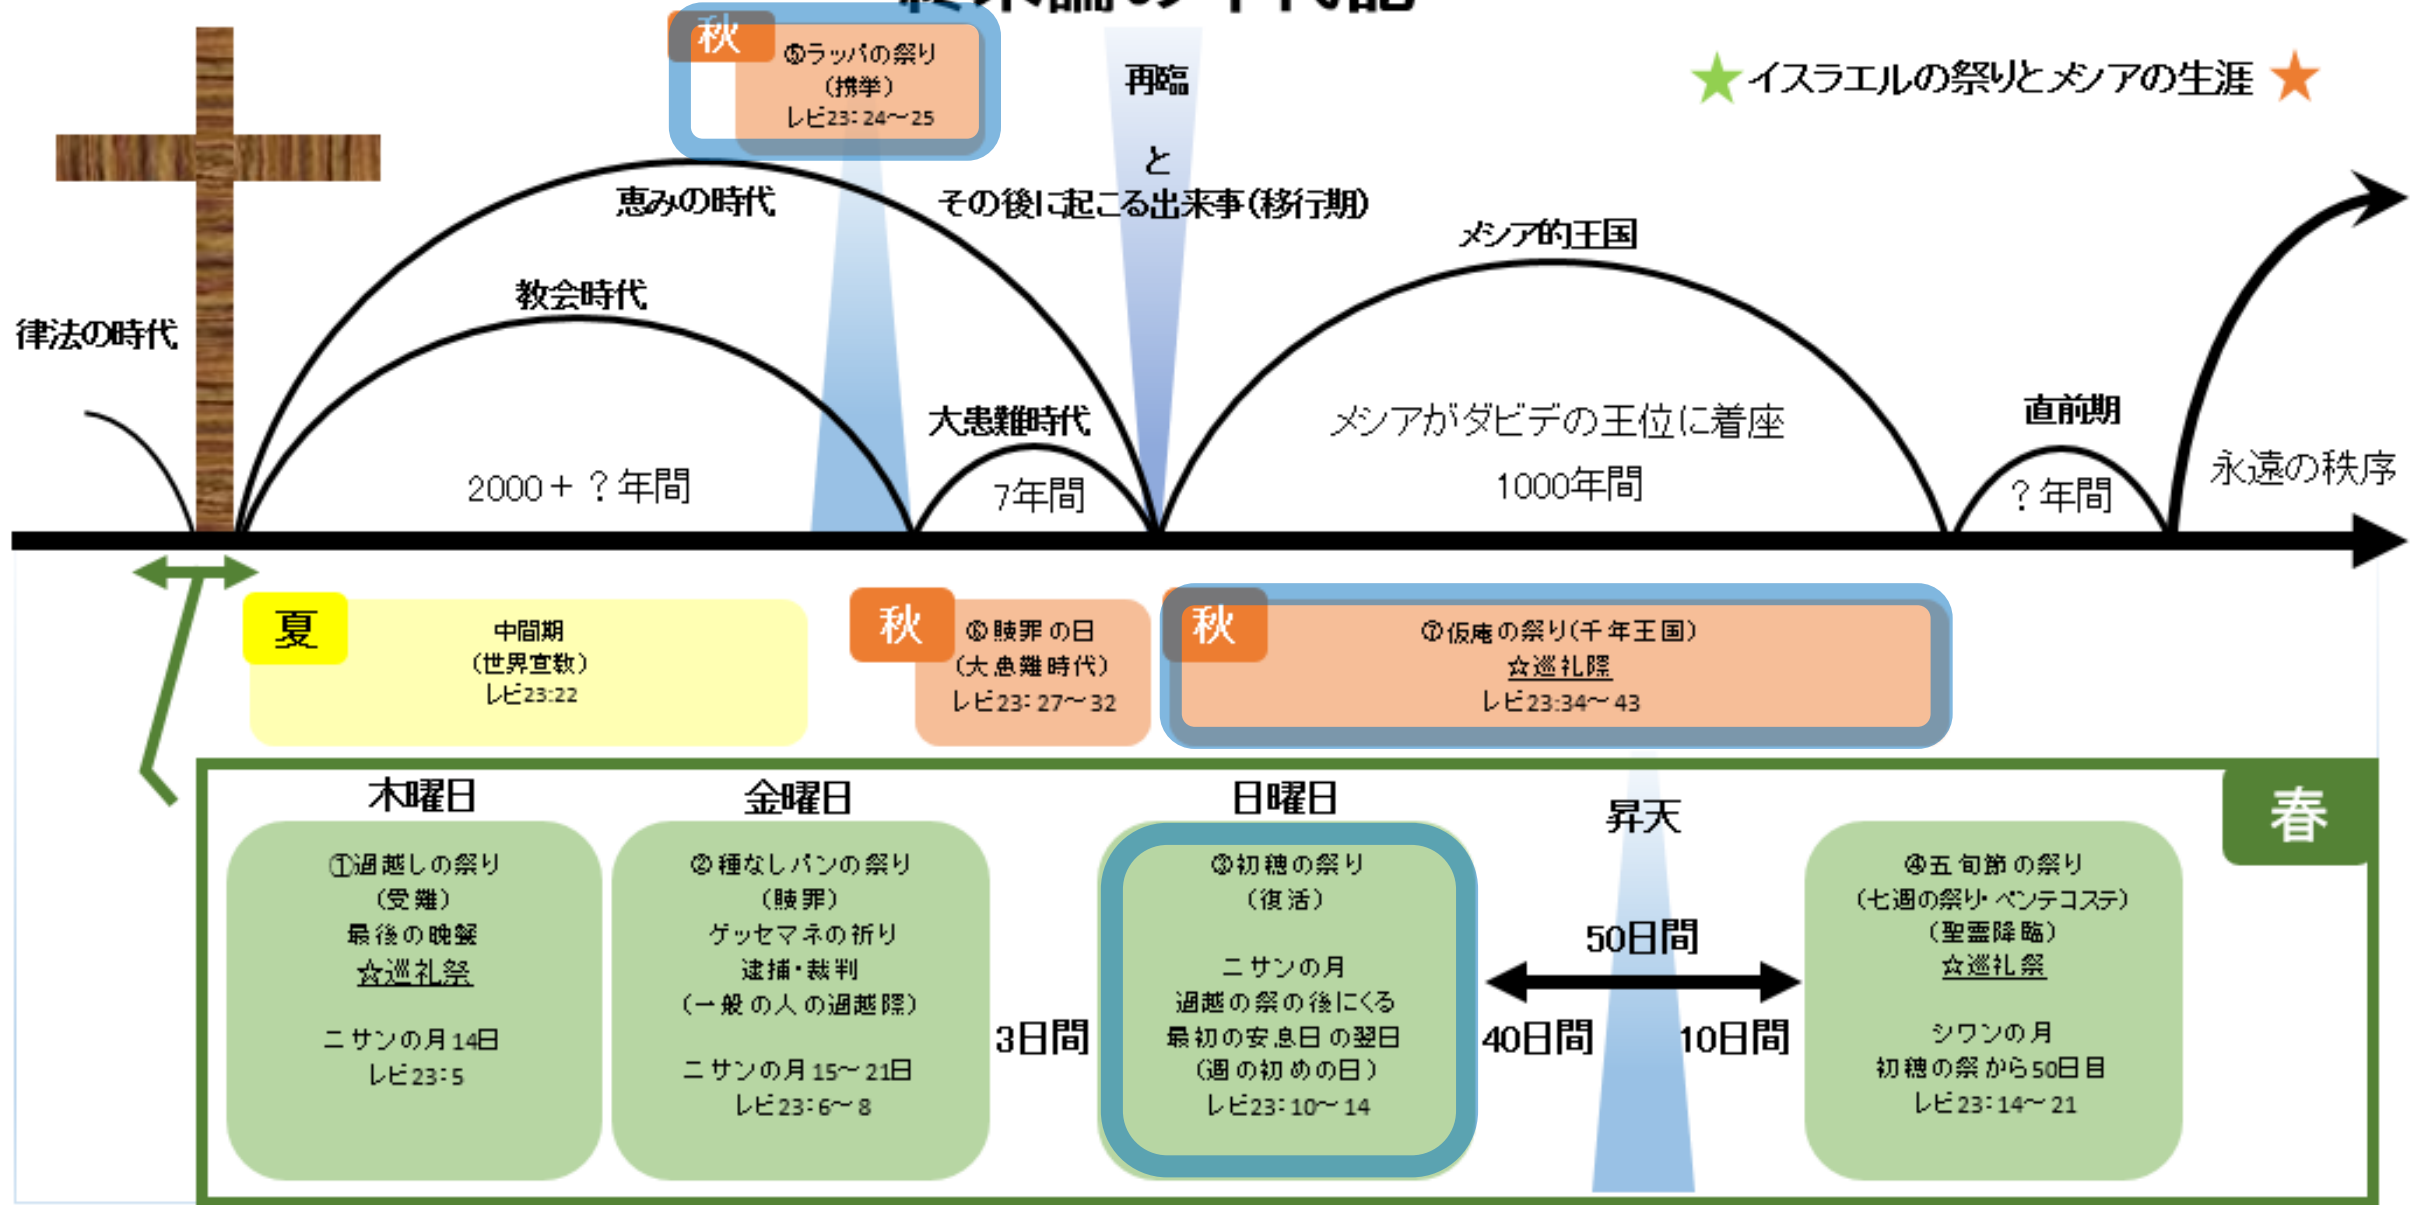 終末論の年代記
★イスラエルの祭りとメシアの生涯★
秋
⑤ラッパの祭り
(携挙)
レビ23:24～25
再臨
と
その後に起こる出来事(移行期)
恵みの時代
メシア的王国
教会時代
律法の時代
大患難時代
メシアがダビデの王位に着座
直前期
2000＋？年間
7年間
1000年間
？年間
永遠の秩序
夏
中間期
(世界宣教)
レビ23:22
秋
⑥贖罪の日
(大患難時代)
レビ23:27～32
秋
⑦仮庵の祭り(千年王国)
☆巡礼際
レビ23:34～43
春
木曜日
①過越しの祭り
(受難)
最後の晩餐
☆巡礼祭
ニサンの月14日
レビ23:5
金曜日
②種なしパンの祭り
(贖罪)
ゲッセマネの祈り
逮捕・裁判
(一般の人の過越際)
ニサンの月15～21日
レビ23:6～8
3日間
日曜日
③初穂の祭り
(復活)
ニサンの月
過越の祭の後にくる
最初の安息日の翌日
(週の初めの日)
レビ23:10～14
昇天
50日間
40日間
10日間
④五旬節の祭り
(七週の祭り・ペンテコステ)
(聖霊降臨)
☆巡礼祭
シワンの月
初穂の祭から50日目
レビ23:14～21